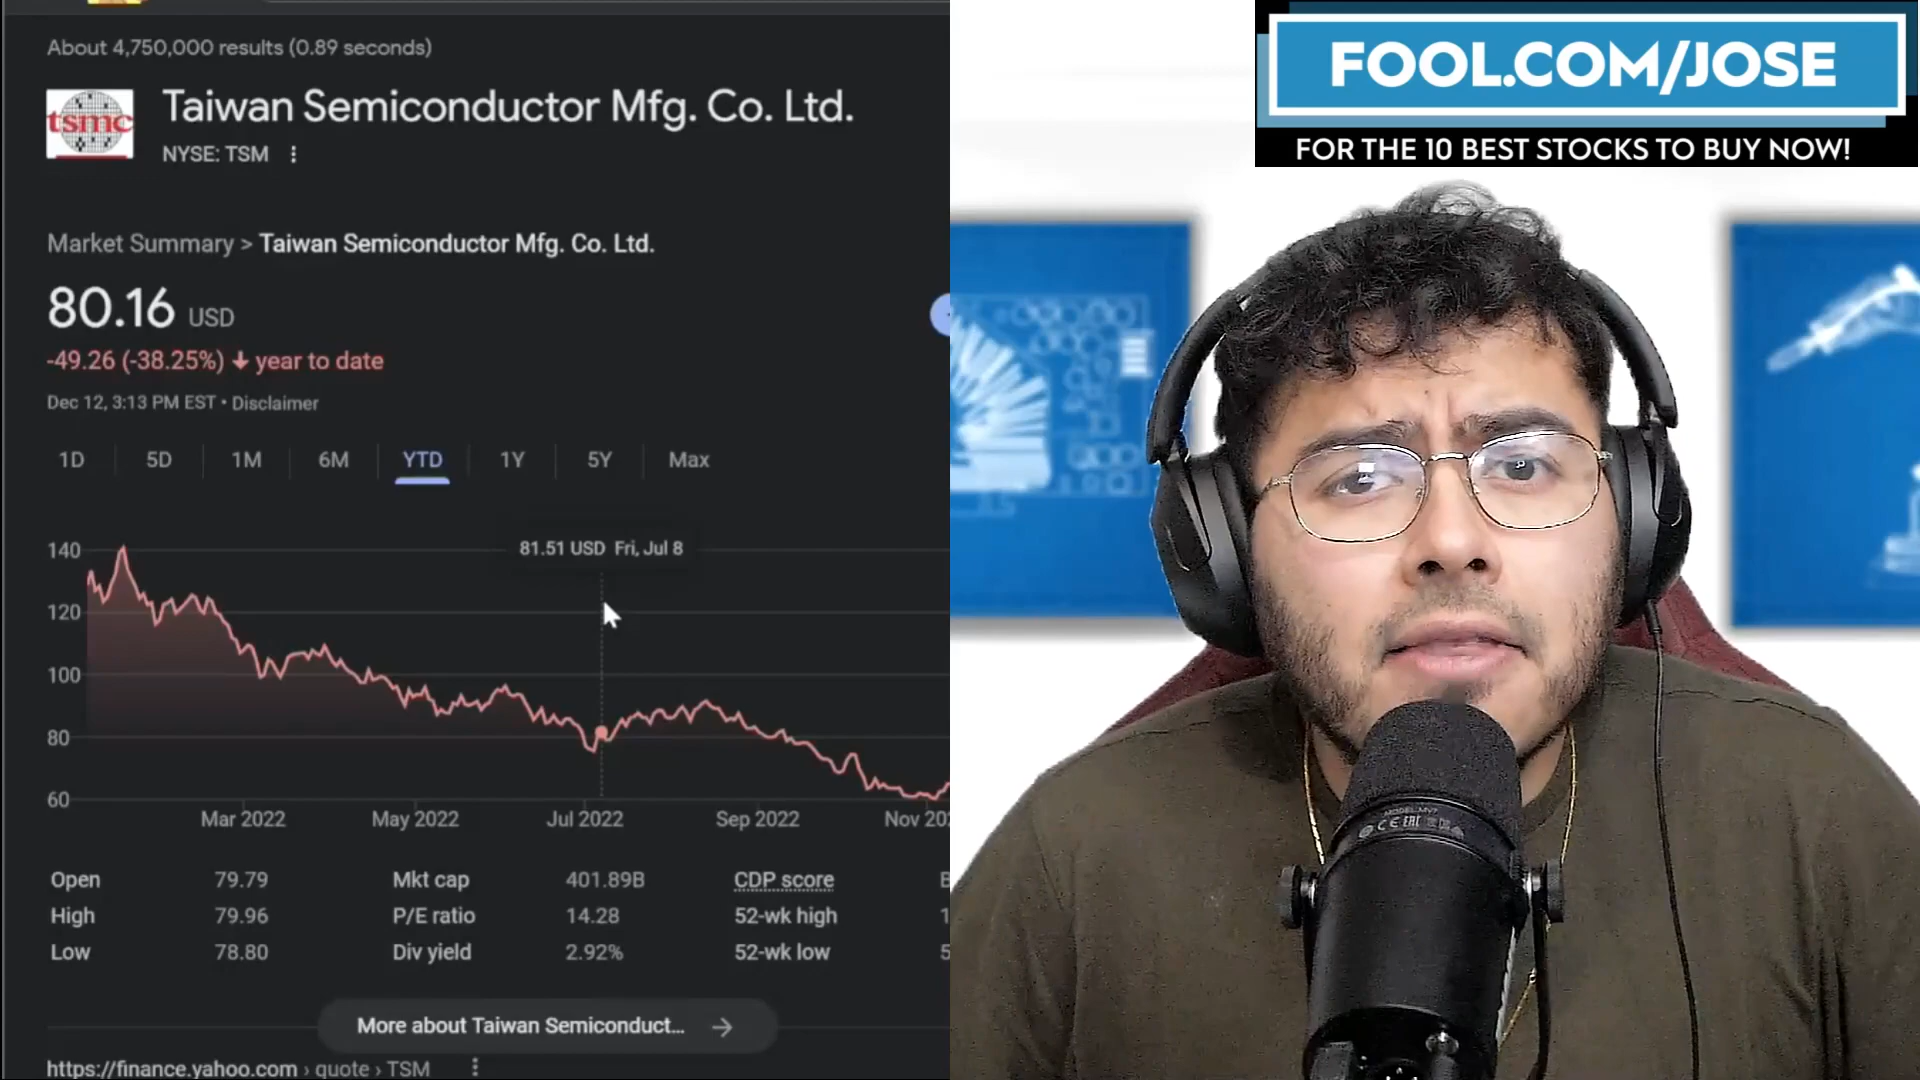 About 4,750,000 results (0.89 seconds)
tsmc
Taiwan Semiconductor Mfg. Co. Ltd.
NYSE: TSM
Market Summary > Taiwan Semiconductor Mfg. Co. Ltd.
80.16 USD
-49.26 (-38.25%) ↓ year to date
Dec 12, 3:13 PM EST • Disclaimer
1D 5D 1M 6M YTD 1Y 5Y Max
81.51 USD Fri, Jul 8
140
120
100
80
60
Mar 2022 May 2022 Jul 2022 Sep 2022 Nov 202
Open 79.79 Mkt cap 401.89B CDP score
High 79.96 P/E ratio 14.28 52-wk high 1
Low 78.80 Div yield 2.92% 52-wk low 5
More about Taiwan Semiconduct... →
https://finance.yahoo.com › quote › TSM
FOOL.COM/JOSE
FOR THE 10 BEST STOCKS TO BUY NOW!